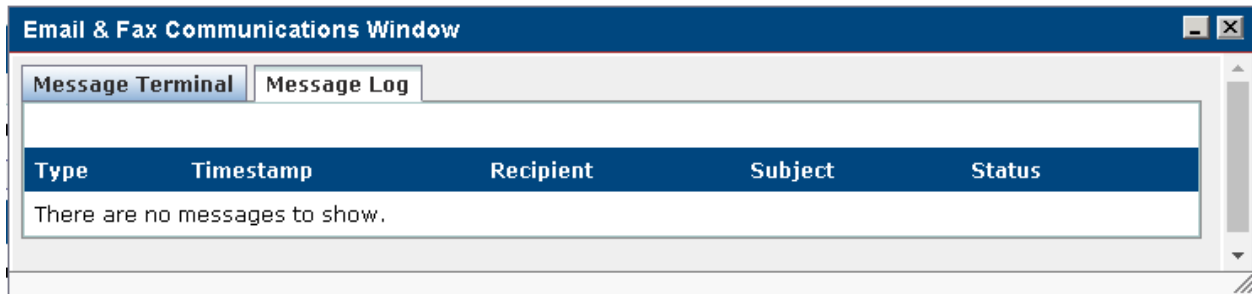 Email & Fax Communications Window
Message Terminal Message Log
Type Timestamp Recipient Subject Status
There are no messages to show.